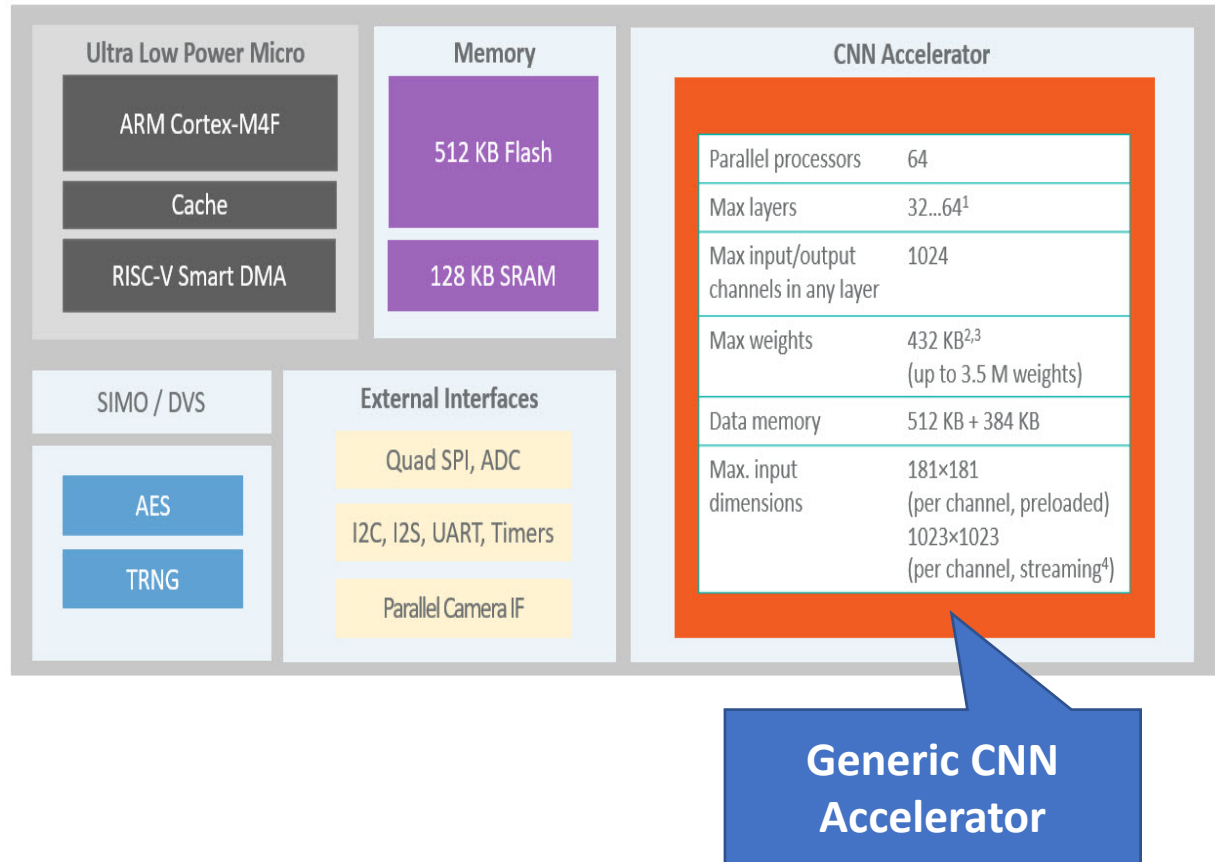 Ultra Low Power Micro
ARM Cortex-M4F
Cache
RISC-V Smart DMA
Memory
512 KB Flash
128 KB SRAM
CNN Accelerator
Parallel processors 64
Max layers 32...64¹
Max input/output 1024
channels in any layer
Max weights 432 KB²,³
(up to 3.5 M weights)
Data memory 512 KB + 384 KB
Max. input 181×181
dimensions (per channel, preloaded)
1023×1023
(per channel, streaming⁴)
SIMO / DVS
AES
TRNG
External Interfaces
Quad SPI, ADC
I2C, I2S, UART, Timers
Parallel Camera IF
Generic CNN
Accelerator